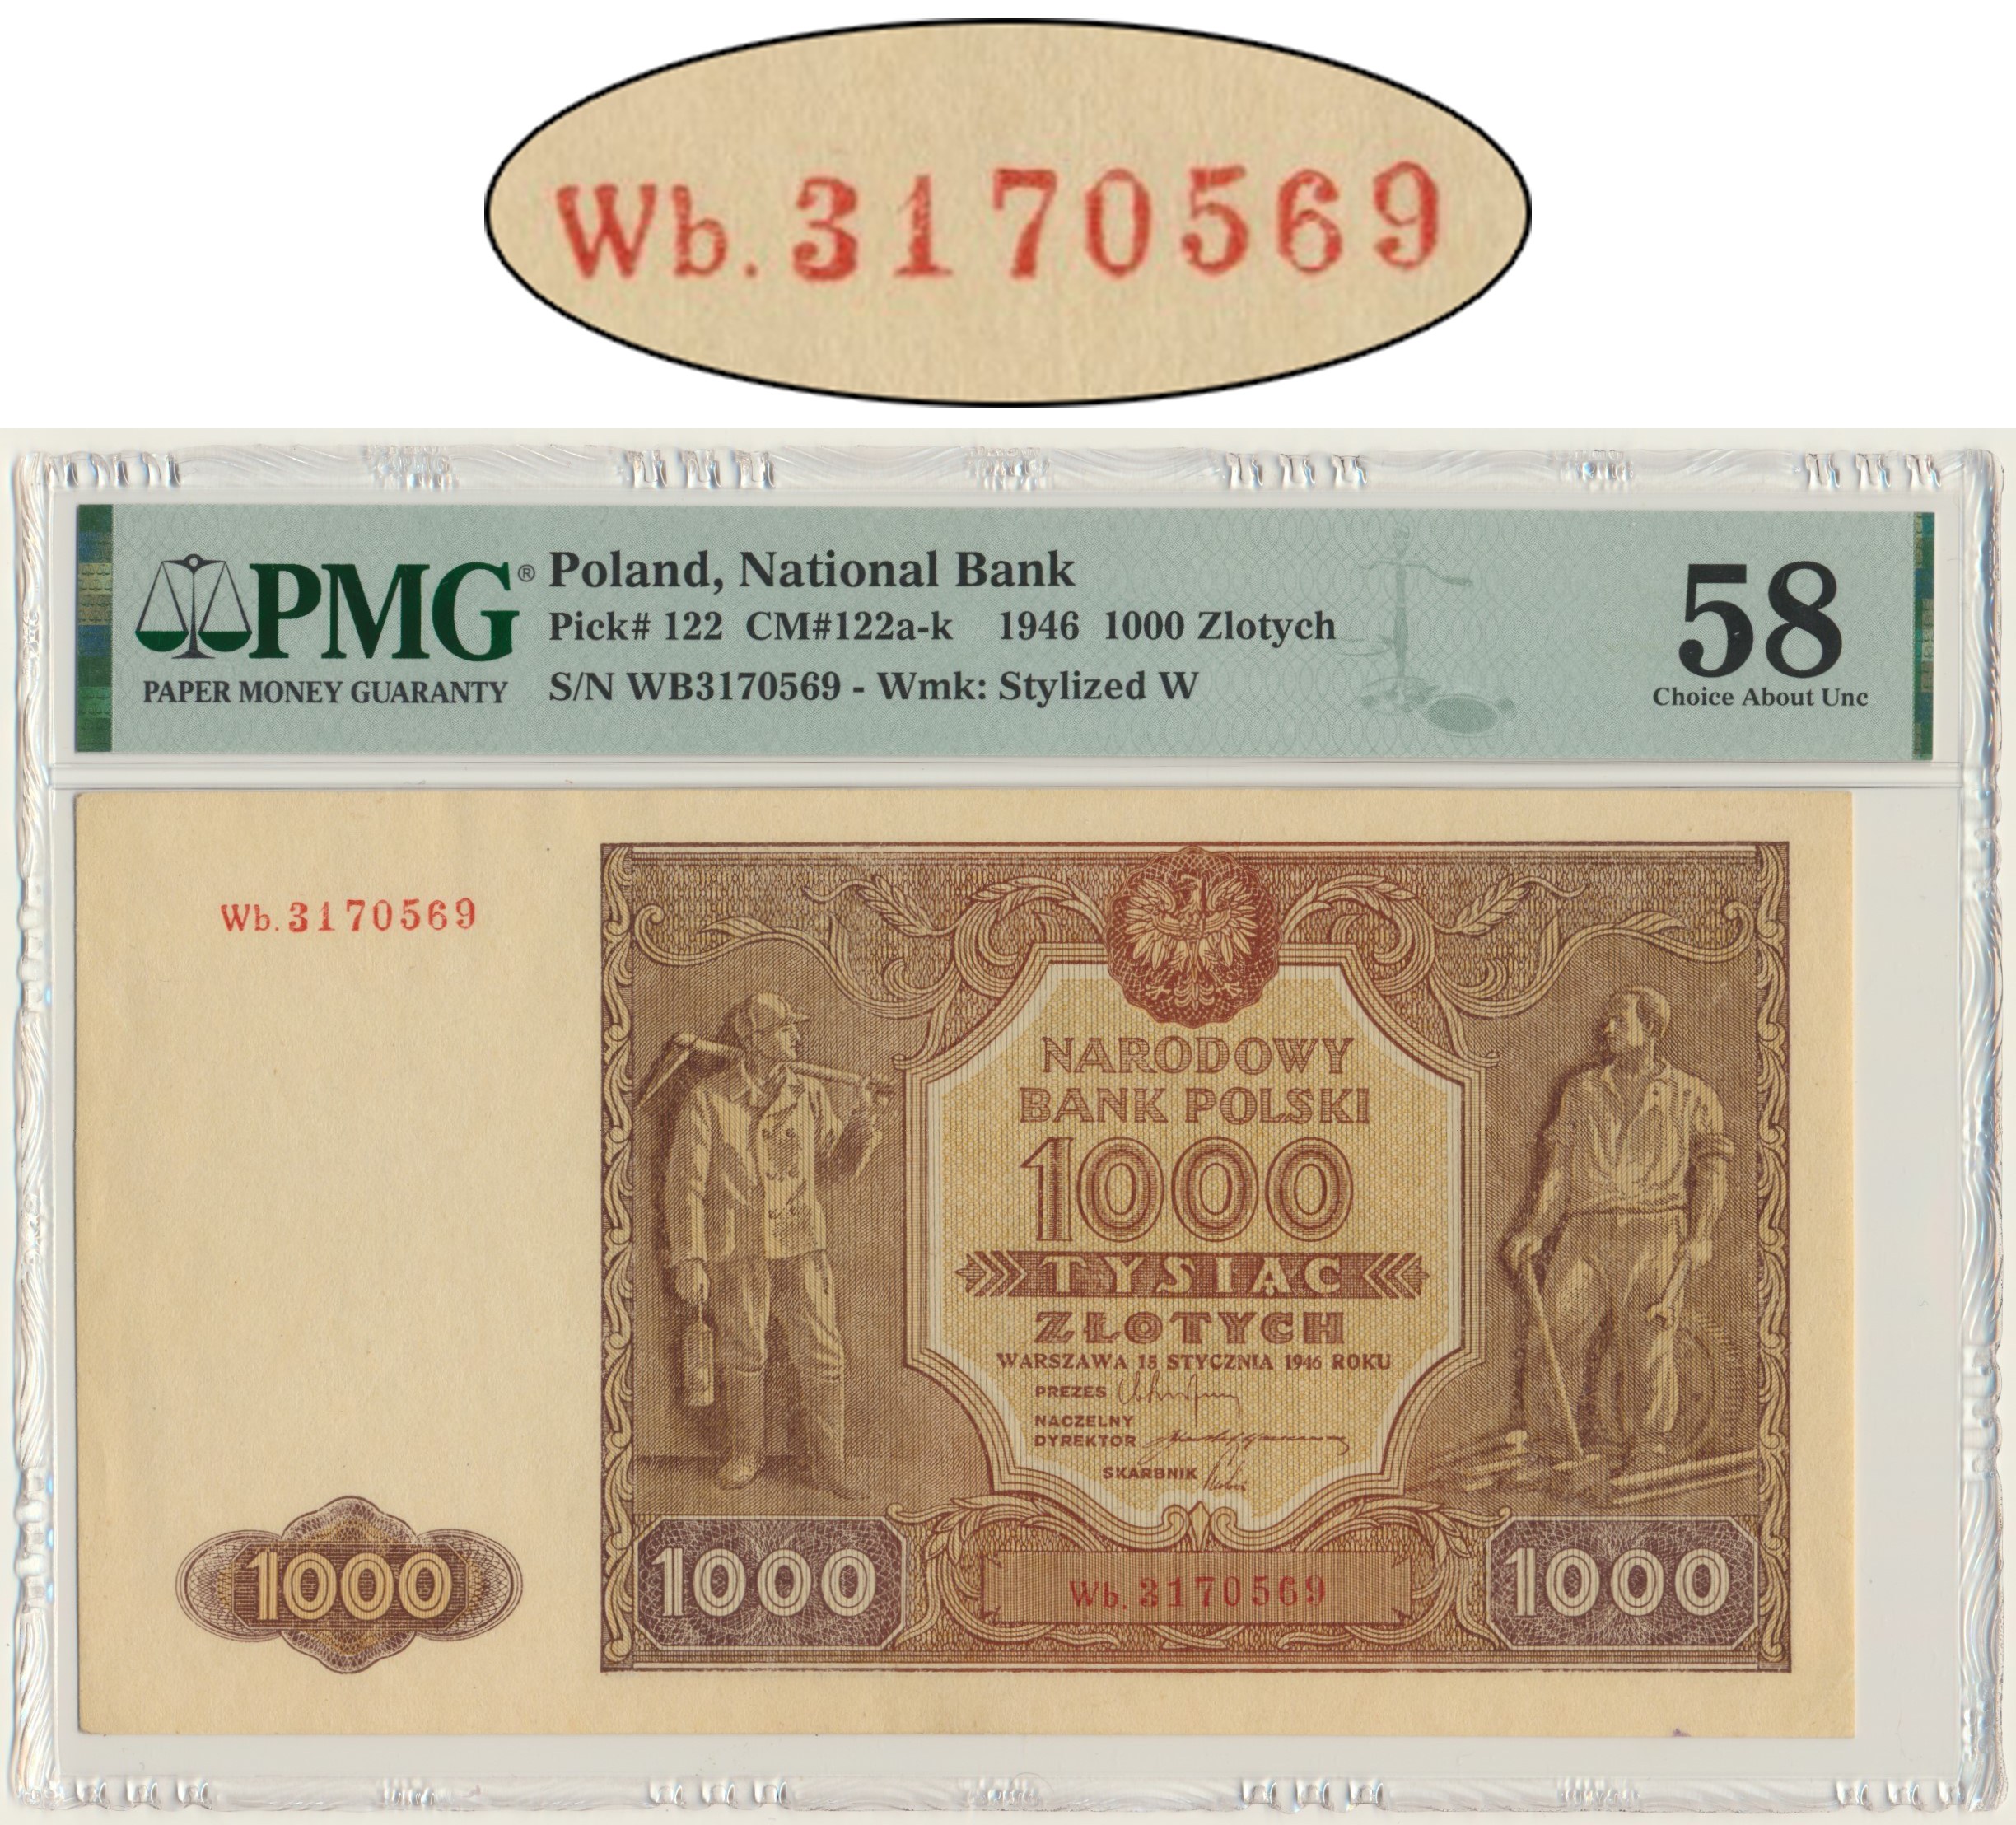 Wb. 3170569
PMG®
PAPER MONEY GUARANTY
Poland, National Bank
Pick# 122 CM#122a-k 1946 1000 Zlotych
S/N WB3170569 - Wmk: Stylized W
58
Choice About Unc
Wb. 3170569
NARODOWY
BANK POLSKI
1000
TYSIĄC
ZŁOTYCH
WARSZAWA 15 STYCZNIA 1946 ROKU
PREZES
NACZELNY
DYREKTOR
SKARBNIK
1000
1000
Wb. 3170569
1000